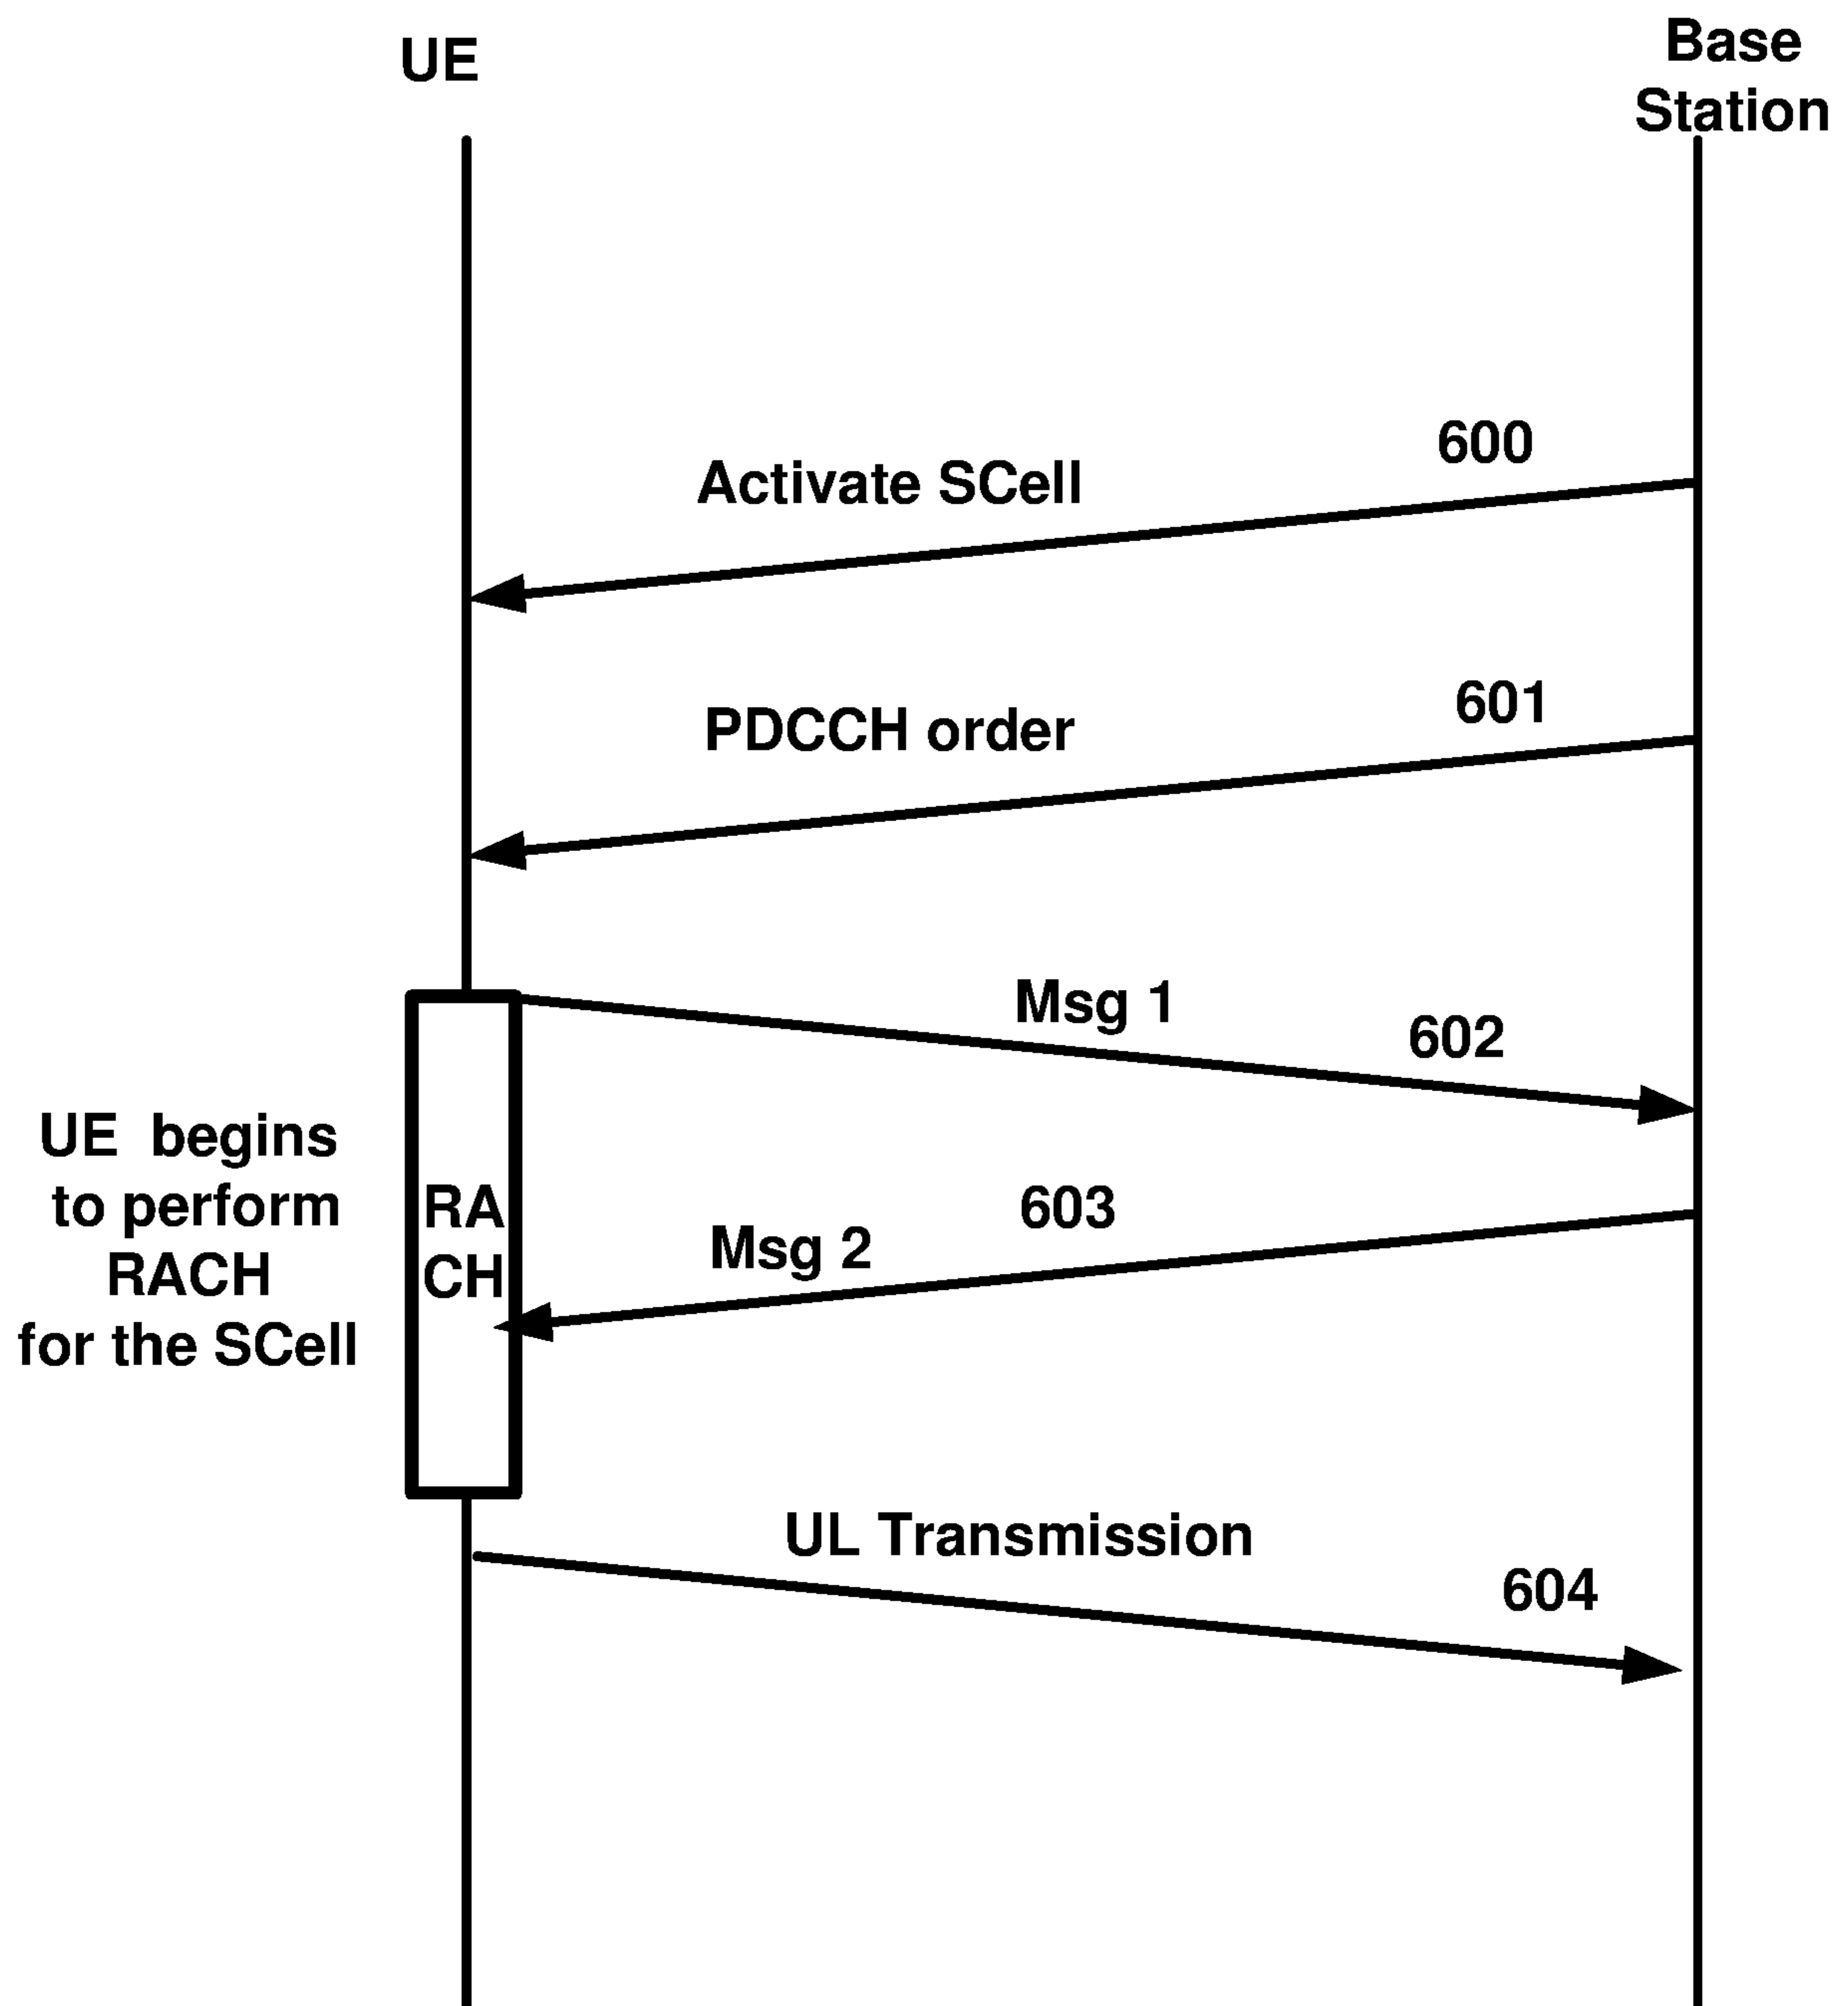 UE
Base
Station
600
Activate SCell
601
PDCCH order
Msg 1
602
UE begins
to perform
RACH
for the SCell
RA
CH
603
Msg 2
UL Transmission
604